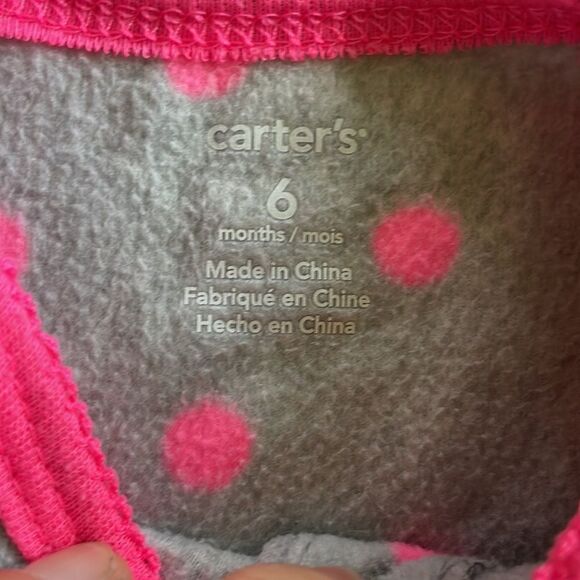 carter's
6
months / mois
Made in China
Fabriqué en Chine
Hecho en China